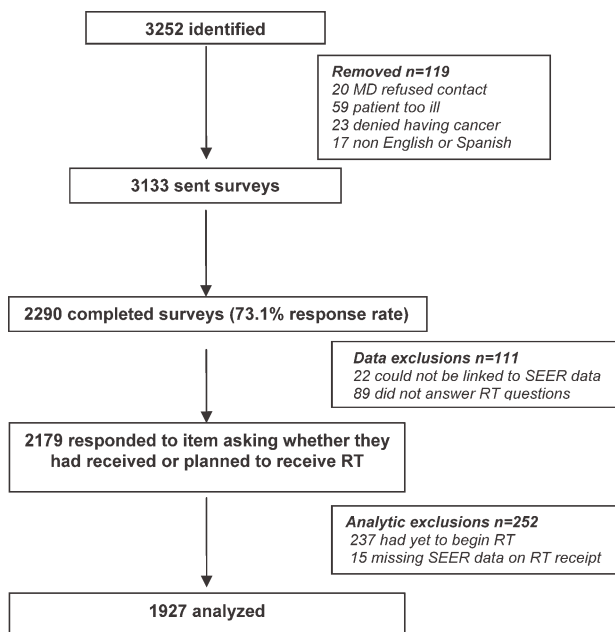 3252 identified
Removed n=119
20 MD refused contact
59 patient too ill
23 denied having cancer
17 non English or Spanish
3133 sent surveys
2290 completed surveys (73.1% response rate)
Data exclusions n=111
22 could not be linked to SEER data
89 did not answer RT questions
2179 responded to item asking whether they
had received or planned to receive RT
Analytic exclusions n=252
237 had yet to begin RT
15 missing SEER data on RT receipt
1927 analyzed